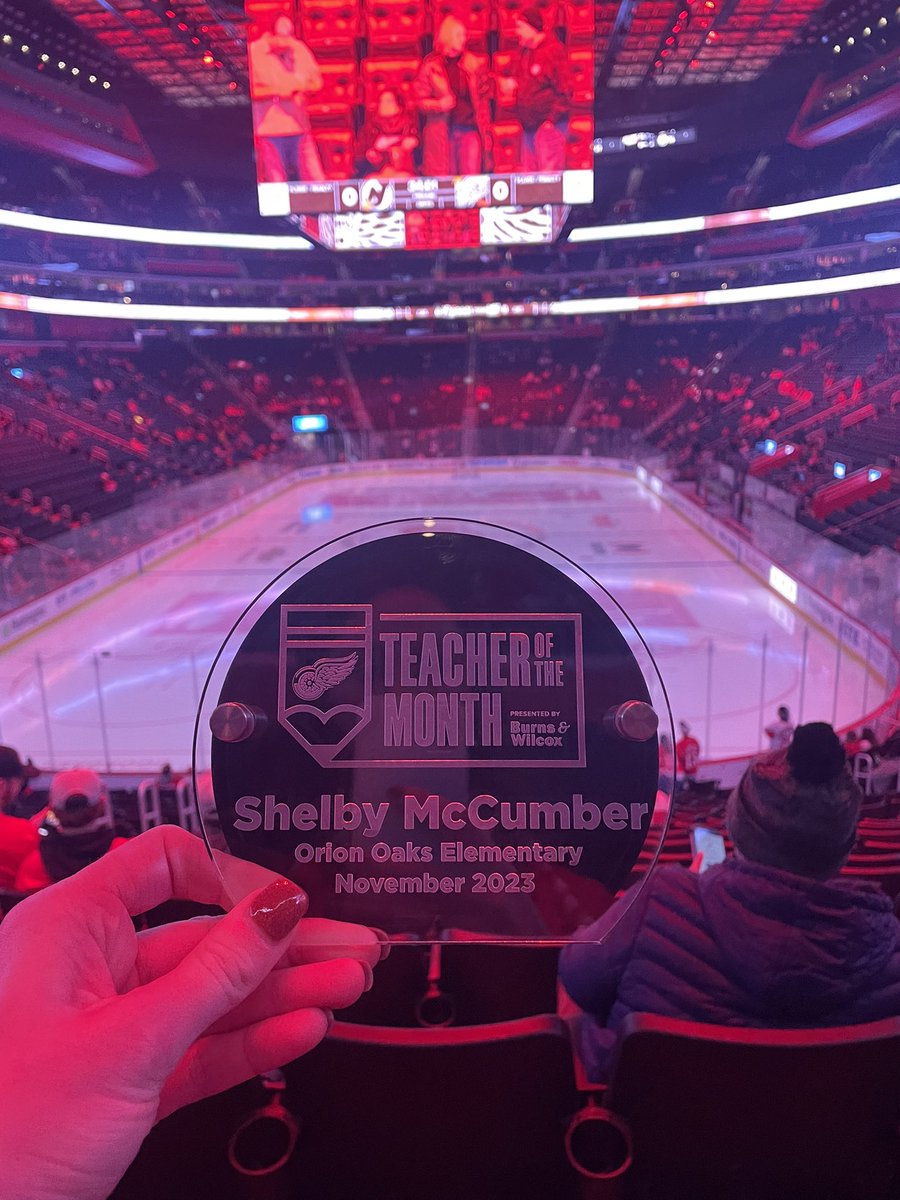 TEACHER OF THE
MONTH
PRESENTED BY
Burns &
Wilcox
Shelby McCumber
Orion Oaks Elementary
November 2023